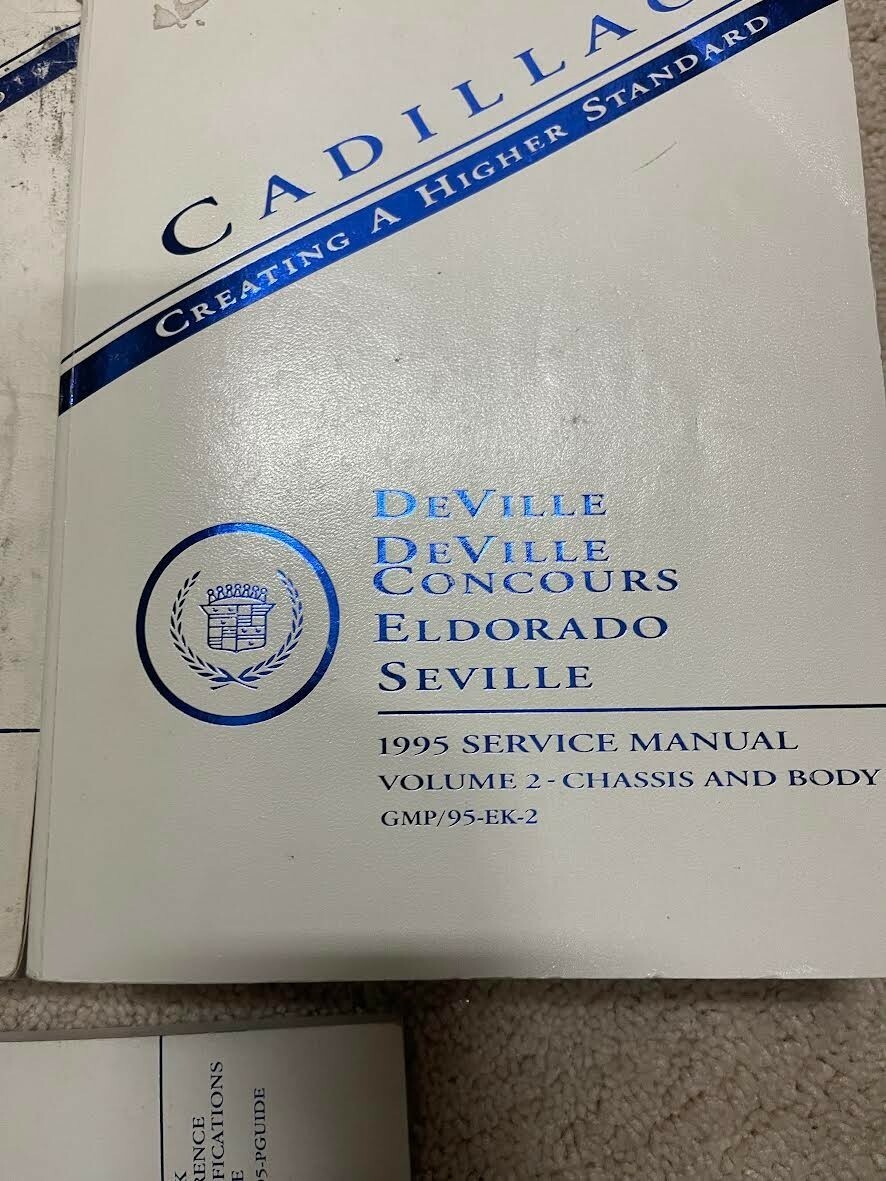 CADILLAC
CREATING A HIGHER STANDARD
DEVILLE
DEVILLE
CONCOURS
ELDORADO
SEVILLE
1995 SERVICE MANUAL
VOLUME 2 - CHASSIS AND BODY
GMP/95-EK-2